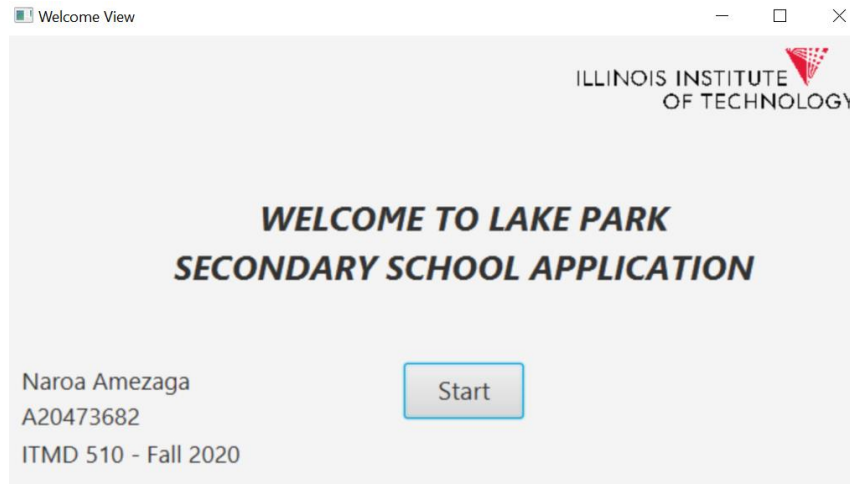 Welcome View
ILLINOIS INSTITUTE
OF TECHNOLOGY
WELCOME TO LAKE PARK
SECONDARY SCHOOL APPLICATION
Start
Naroa Amezaga
A20473682
ITMD 510 - Fall 2020